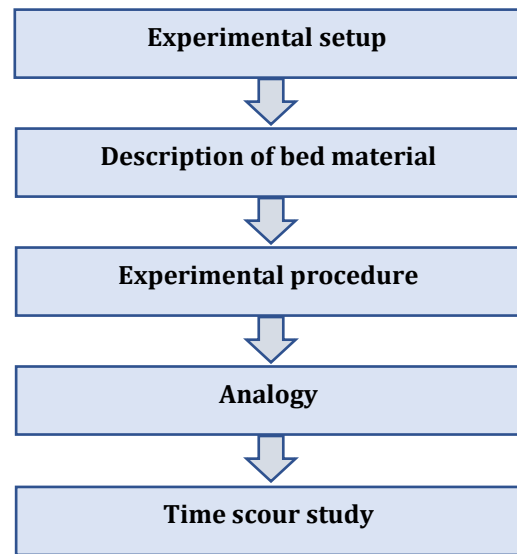 Experimental setup
Description of bed material
Experimental procedure
Analogy
Time scour study